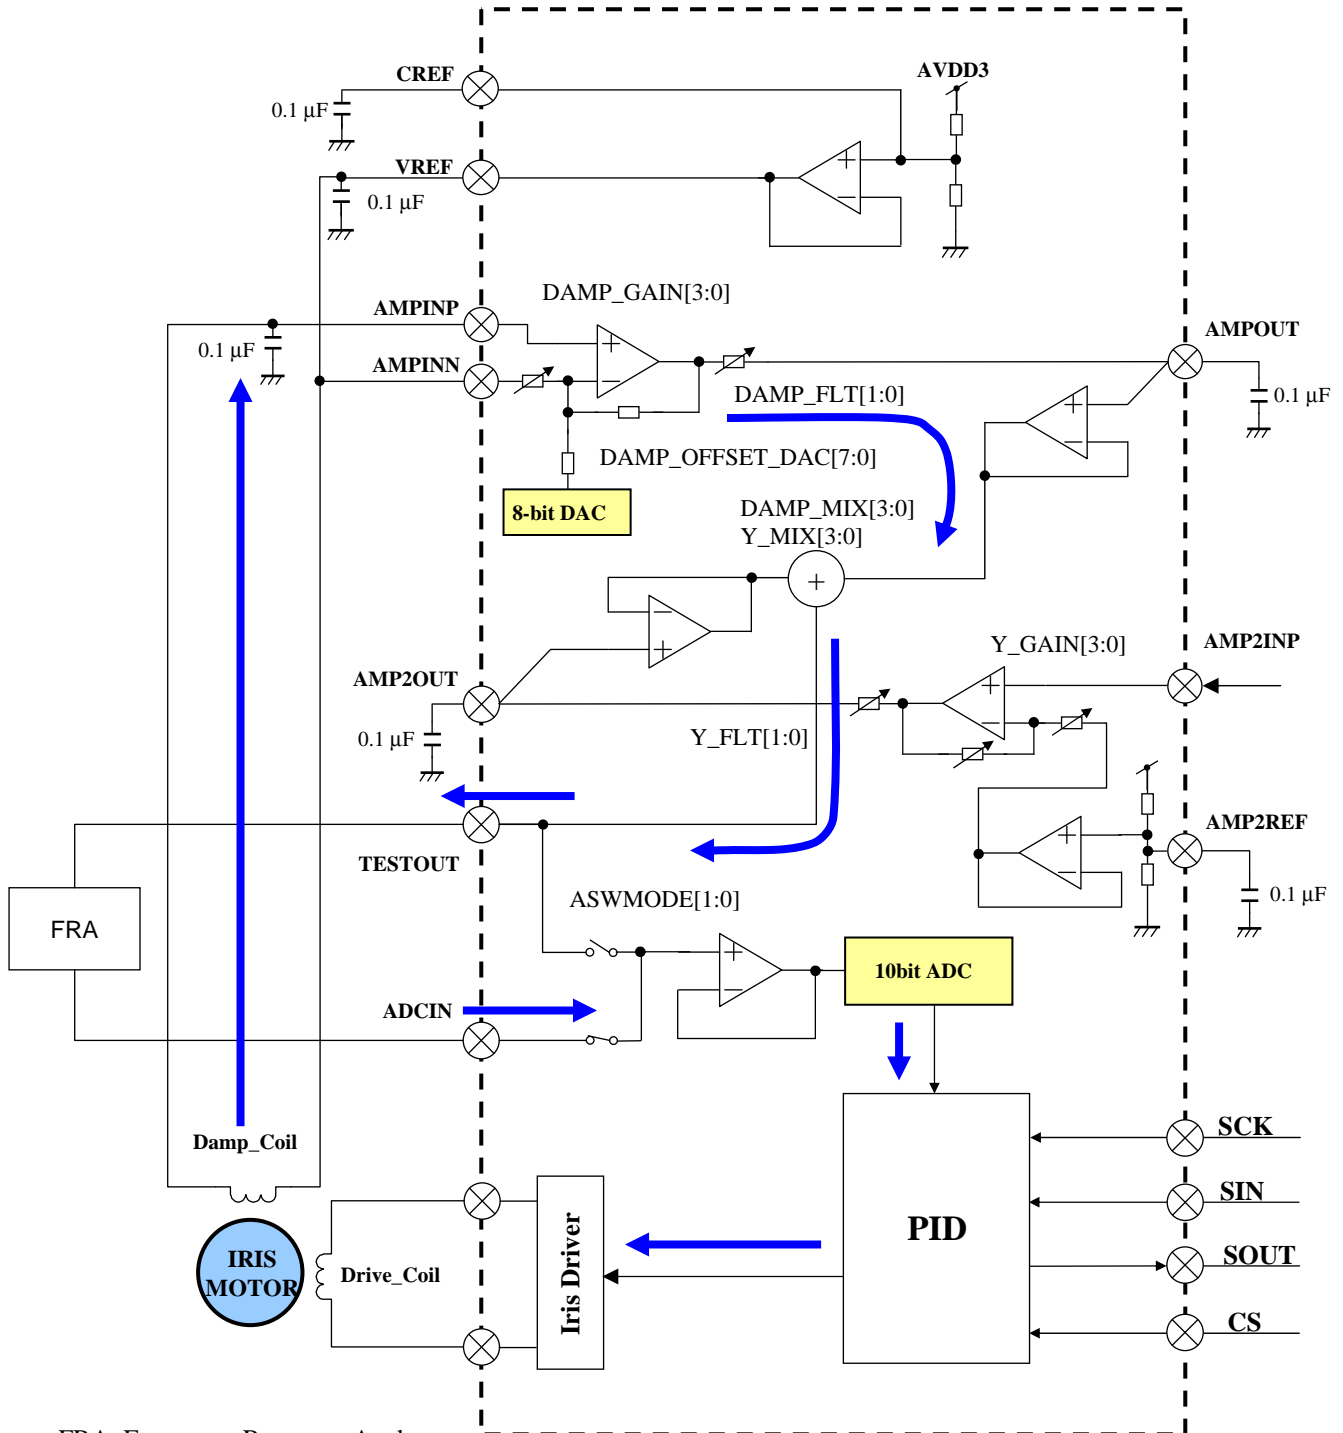 CREF
AVDD3
0.1 µF
VREF
0.1 µF
DAMP_GAIN[3:0]
AMPINP
AMPOUT
0.1 µF
AMPINN
DAMP_FLT[1:0]
0.1 µF
DAMP_OFFSET_DAC[7:0]
8-bit DAC
DAMP_MIX[3:0]
Y_MIX[3:0]
+
Y_GAIN[3:0]
AMP2INP
AMP2OUT
0.1 µF
Y_FLT[1:0]
AMP2REF
TESTOUT
0.1 µF
ASWMODE[1:0]
FRA
10bit ADC
ADCIN
Damp_Coil
SCK
SIN
PID
IRIS
MOTOR
Drive_Coil
Iris Driver
SOUT
CS